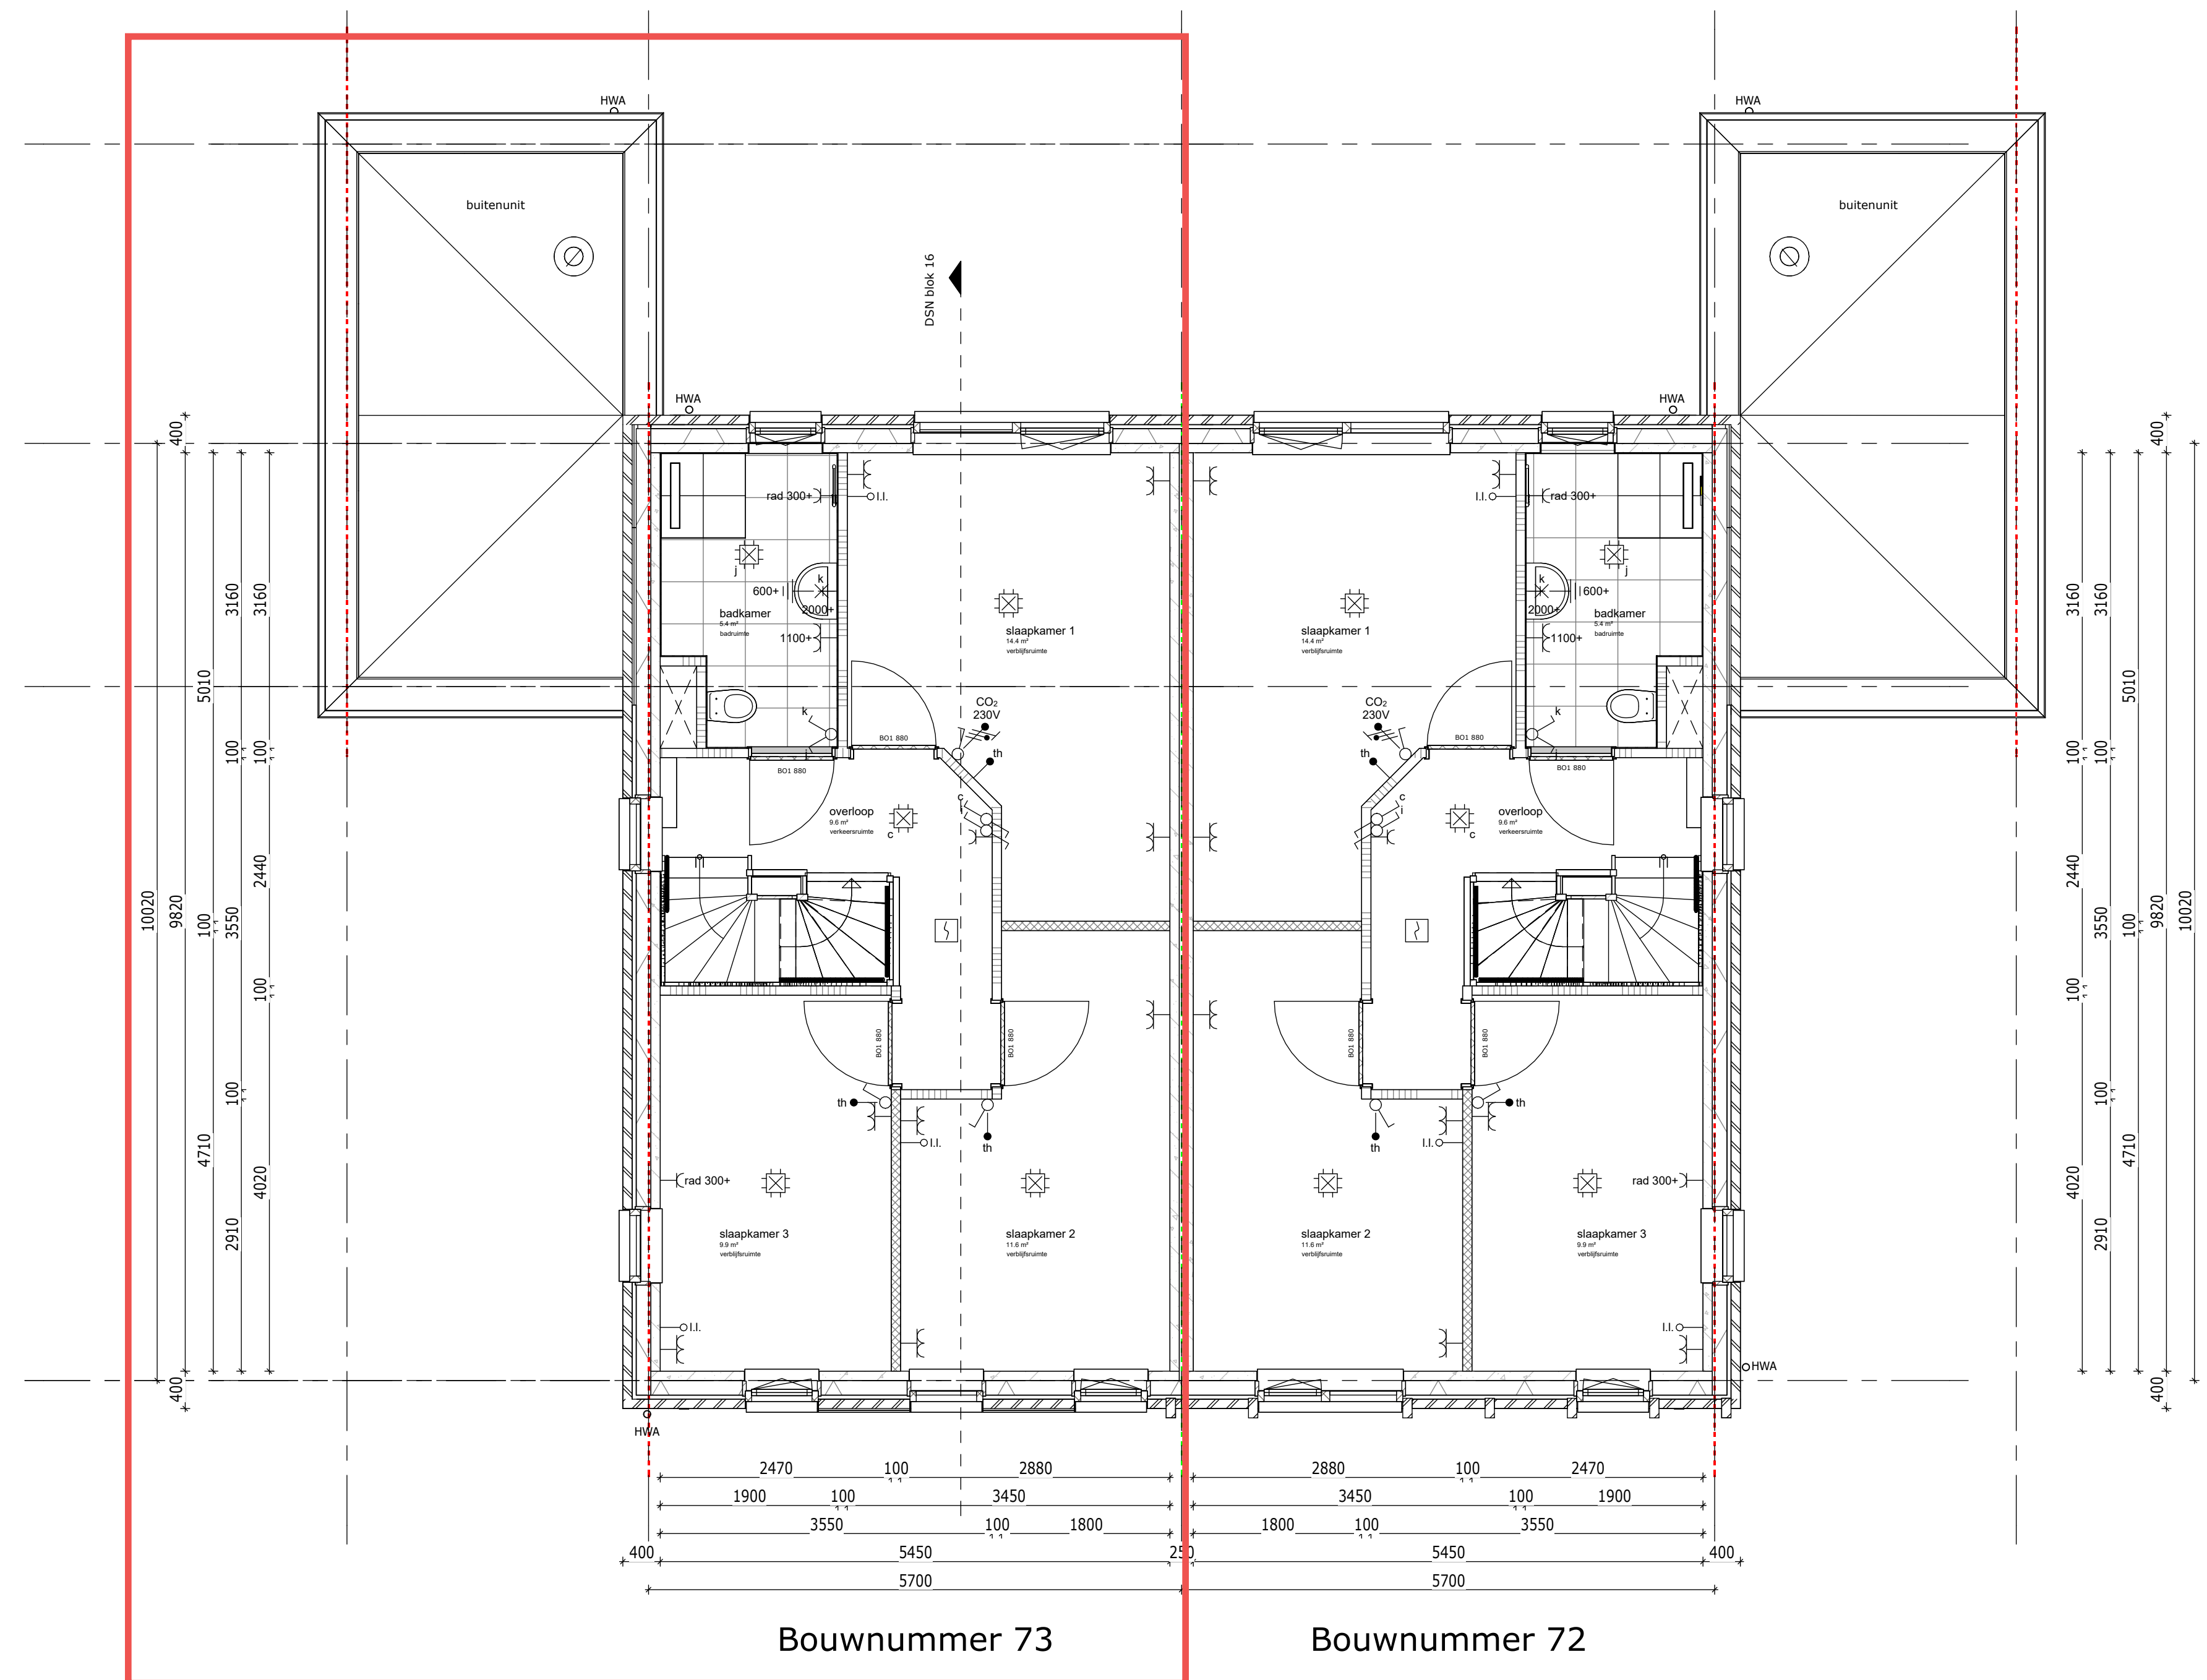 HWA
HWA
buitenunit
buitenunit
DSN blok 16
HWA
HWA
400
400
rad 300+
l.l.
l.l.
rad 300+
j
k
k
j
600+
600+
3160
3160
3160
3160
badkamer
2000+
2000+
badkamer
5.4 m²
5.4 m²
badruimte
badruimte
1100+
1100+
slaapkamer 1
slaapkamer 1
14.4 m²
14.4 m²
verblijfsruimte
verblijfsruimte
5010
5010
k
CO₂
230V
CO₂
230V
k
j
j
BO1 880
BO1 880
th
th
100
100
100
100
BO1 880
BO1 880
c
i
c
i
overloop
9.6 m²
verkeersruimte
c
overloop
9.6 m²
verkeersruimte
c
2440
2440
10020
9820
100
3550
3550
100
9820
10020
100
100
BO1 880
BO1 880
BO1 880
BO1 880
100
100
th
th
th
th
l.l.
l.l.
4710
4020
4020
4710
rad 300+
rad 300+
2910
2910
slaapkamer 3
9.9 m²
verblijfsruimte
slaapkamer 2
11.6 m²
verblijfsruimte
slaapkamer 2
11.6 m²
verblijfsruimte
slaapkamer 3
9.9 m²
verblijfsruimte
l.l.
l.l.
HWA
400
400
HWA
2470 100 2880
2880 100 2470
1900 100 3450
3450 100 1900
3550 100 1800
1800 100 3550
400 5450 250 5450 400
5700 5700
Bouwnummer 73
Bouwnummer 72